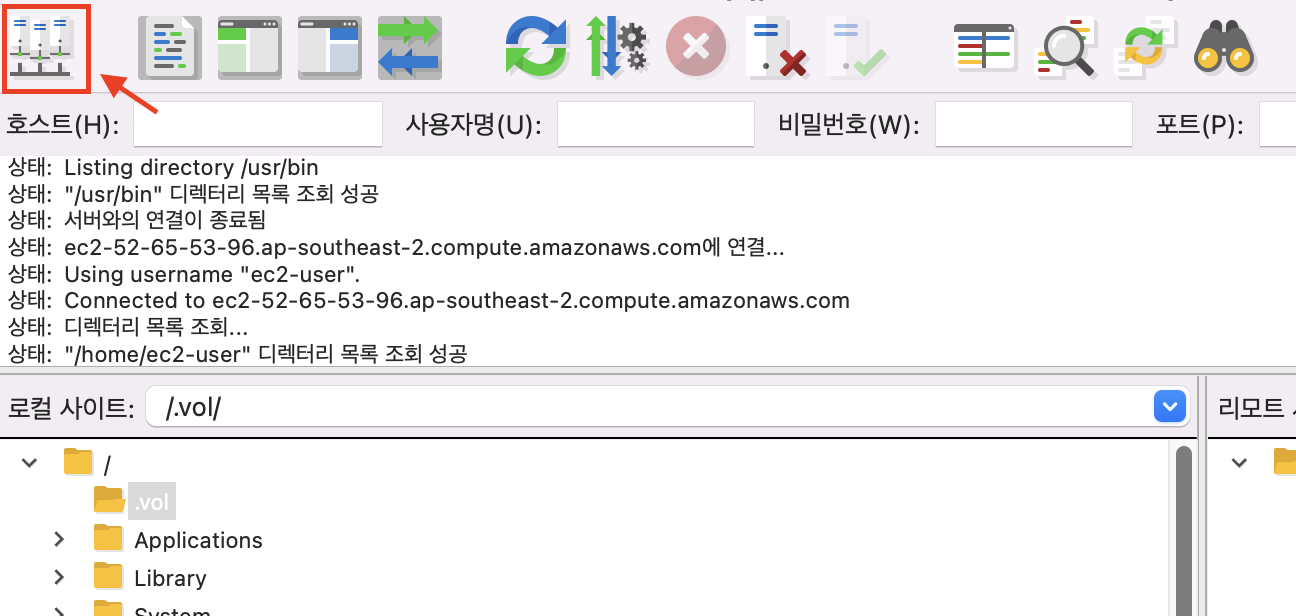 호스트(H):
사용자명(U):
비밀번호(W):
포트(P):
상태: Listing directory /usr/bin
상태: "/usr/bin" 디렉터리 목록 조회 성공
상태: 서버와의 연결이 종료됨
상태: ec2-52-65-53-96.ap-southeast-2.compute.amazonaws.com에 연결...
상태: Using username "ec2-user".
상태: Connected to ec2-52-65-53-96.ap-southeast-2.compute.amazonaws.com
상태: 디렉터리 목록 조회...
상태: "/home/ec2-user" 디렉터리 목록 조회 성공
로컬 사이트: /.vol/
리모트
/
.vol
Applications
Library
System